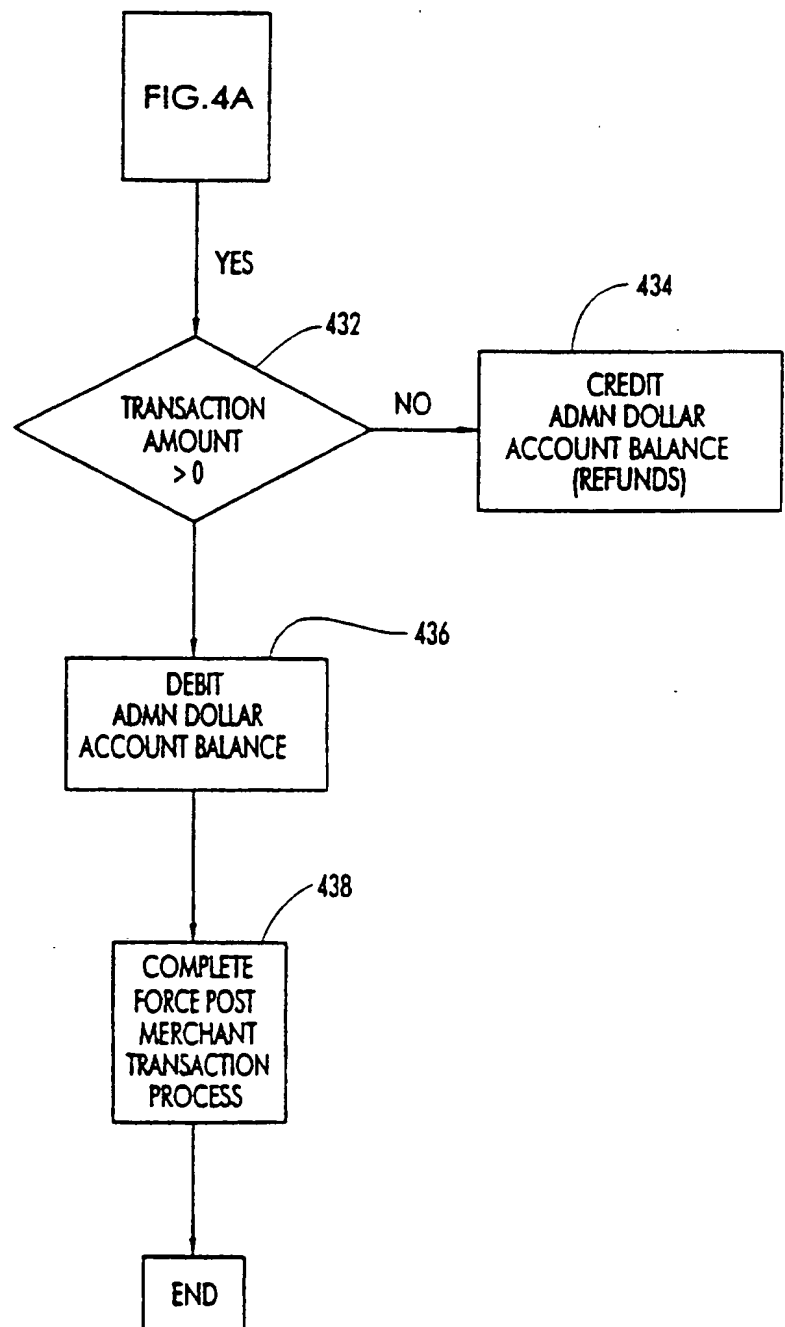 FIG.4A
YES
432
TRANSACTION
AMOUNT
> 0
NO
434
CREDIT
ADMN DOLLAR
ACCOUNT BALANCE
(REFUNDS)
436
DEBIT
ADMN DOLLAR
ACCOUNT BALANCE
438
COMPLETE
FORCE POST
MERCHANT
TRANSACTION
PROCESS
END